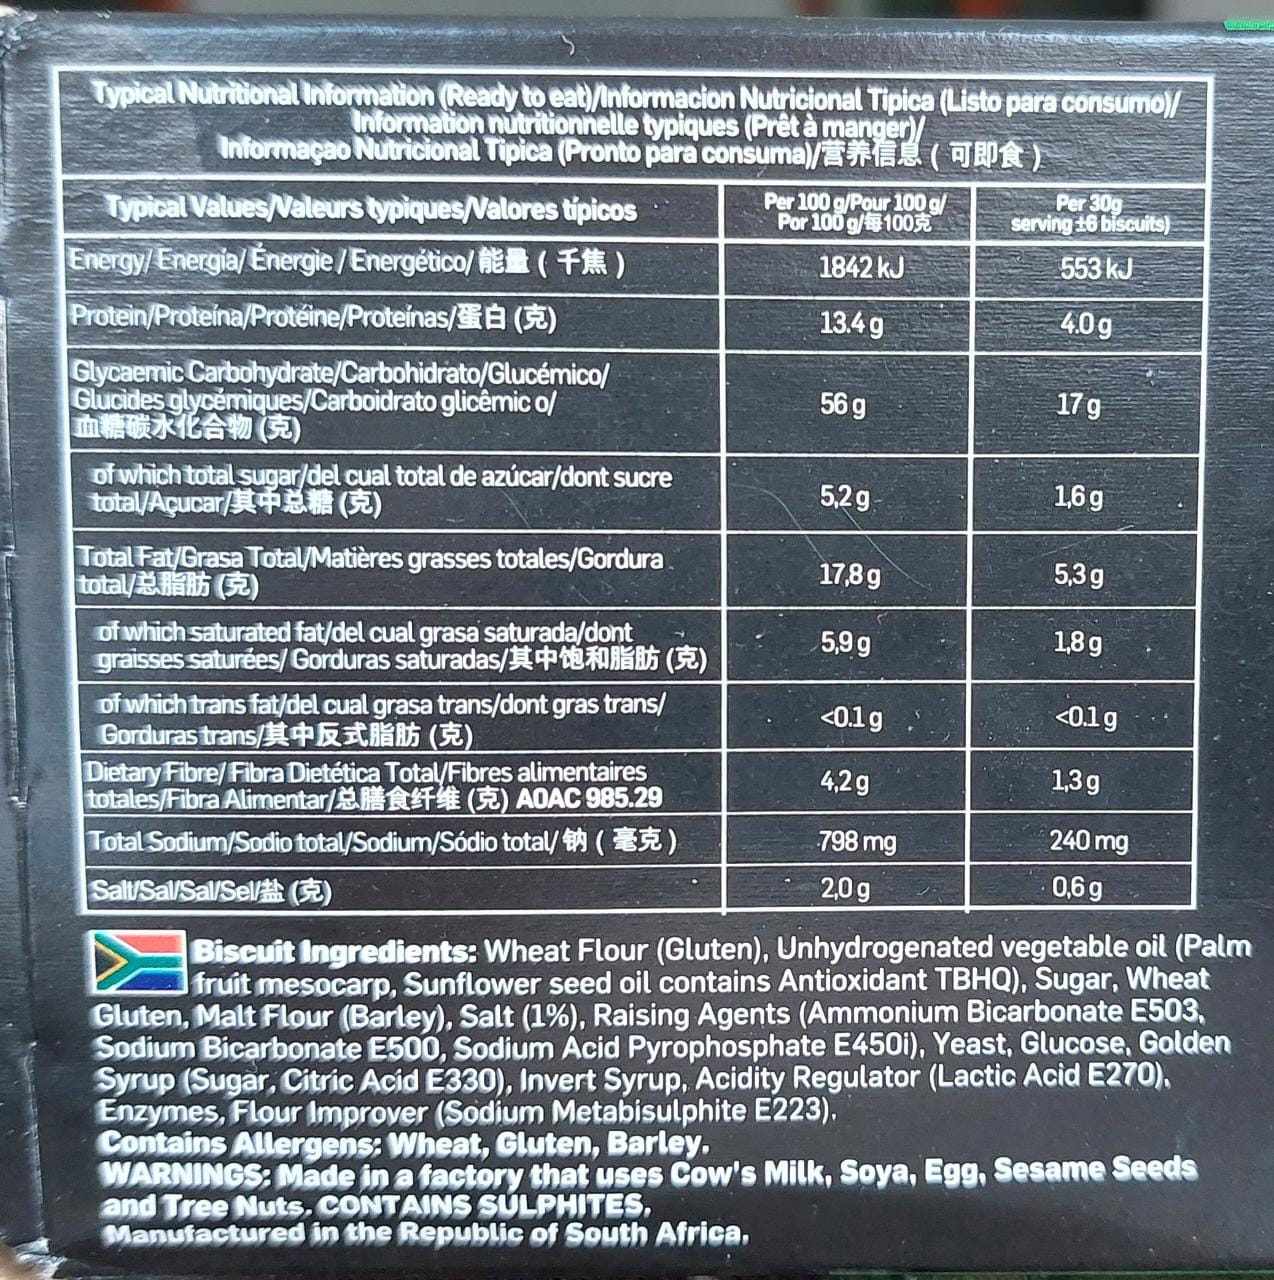 Typical Nutritional Information (Ready to eat)/Informacion Nutricional Tipica (Listo para consumo)/
Information nutritionnelle typiques (Prêt à manger)/
Informaçao Nutricional Tipica (Pronto para consuma)/营养信息 ( 可即食 )
Typical Values/Valeurs typiques/Valores típicos
Per 100 g/Pour 100 g/
Por 100 g/每100克
Per 30g
serving ±6 biscuits)
Energy/ Energía/ Énergie / Energético/ 能量 ( 千焦 )
1842 kJ
553 kJ
Protein/Proteína/Protéine/Proteínas/蛋白 (克)
13.4 g
4.0 g
Glycaemic Carbohydrate/Carbohidrato/Glucémico/
Glucides glycémiques/Carboidrato glicêmic o/
血糖碳水化合物 (克)
56 g
17 g
of which total sugar/del cual total de azúcar/dont sucre
total/Açucar/其中总糖 (克)
5,2 g
1,6 g
Total Fat/Grasa Total/Matières grasses totales/Gordura
total/总脂肪 (克)
17,8 g
5,3 g
of which saturated fat/del cual grasa saturada/dont
graisses saturées/ Gorduras saturadas/其中饱和脂肪 (克)
5,9 g
1,8 g
of which trans fat/del cual grasa trans/dont gras trans/
Gorduras trans/其中反式脂肪 (克)
<0.1 g
<0.1 g
Dietary Fibre/ Fibra Dietética Total/Fibres alimentaires
totales/Fibra Alimentar/总膳食纤维 (克) AOAC 985.29
4,2 g
1,3 g
Total Sodium/Sodio total/Sodium/Sódio total/ 钠 ( 毫克 )
798 mg
240 mg
Salt/Sal/Sal/Sel/盐 (克)
2,0 g
0,6 g
Biscuit Ingredients: Wheat Flour (Gluten), Unhydrogenated vegetable oil (Palm
fruit mesocarp, Sunflower seed oil contains Antioxidant TBHQ), Sugar, Wheat
Gluten, Malt Flour (Barley), Salt (1%), Raising Agents (Ammonium Bicarbonate E503,
Sodium Bicarbonate E500, Sodium Acid Pyrophosphate E450i), Yeast, Glucose, Golden
Syrup (Sugar, Citric Acid E330), Invert Syrup, Acidity Regulator (Lactic Acid E270),
Enzymes, Flour Improver (Sodium Metabisulphite E223).
Contains Allergens: Wheat, Gluten, Barley.
WARNINGS: Made in a factory that uses Cow's Milk, Soya, Egg, Sesame Seeds
and Tree Nuts. CONTAINS SULPHITES.
Manufactured in the Republic of South Africa.